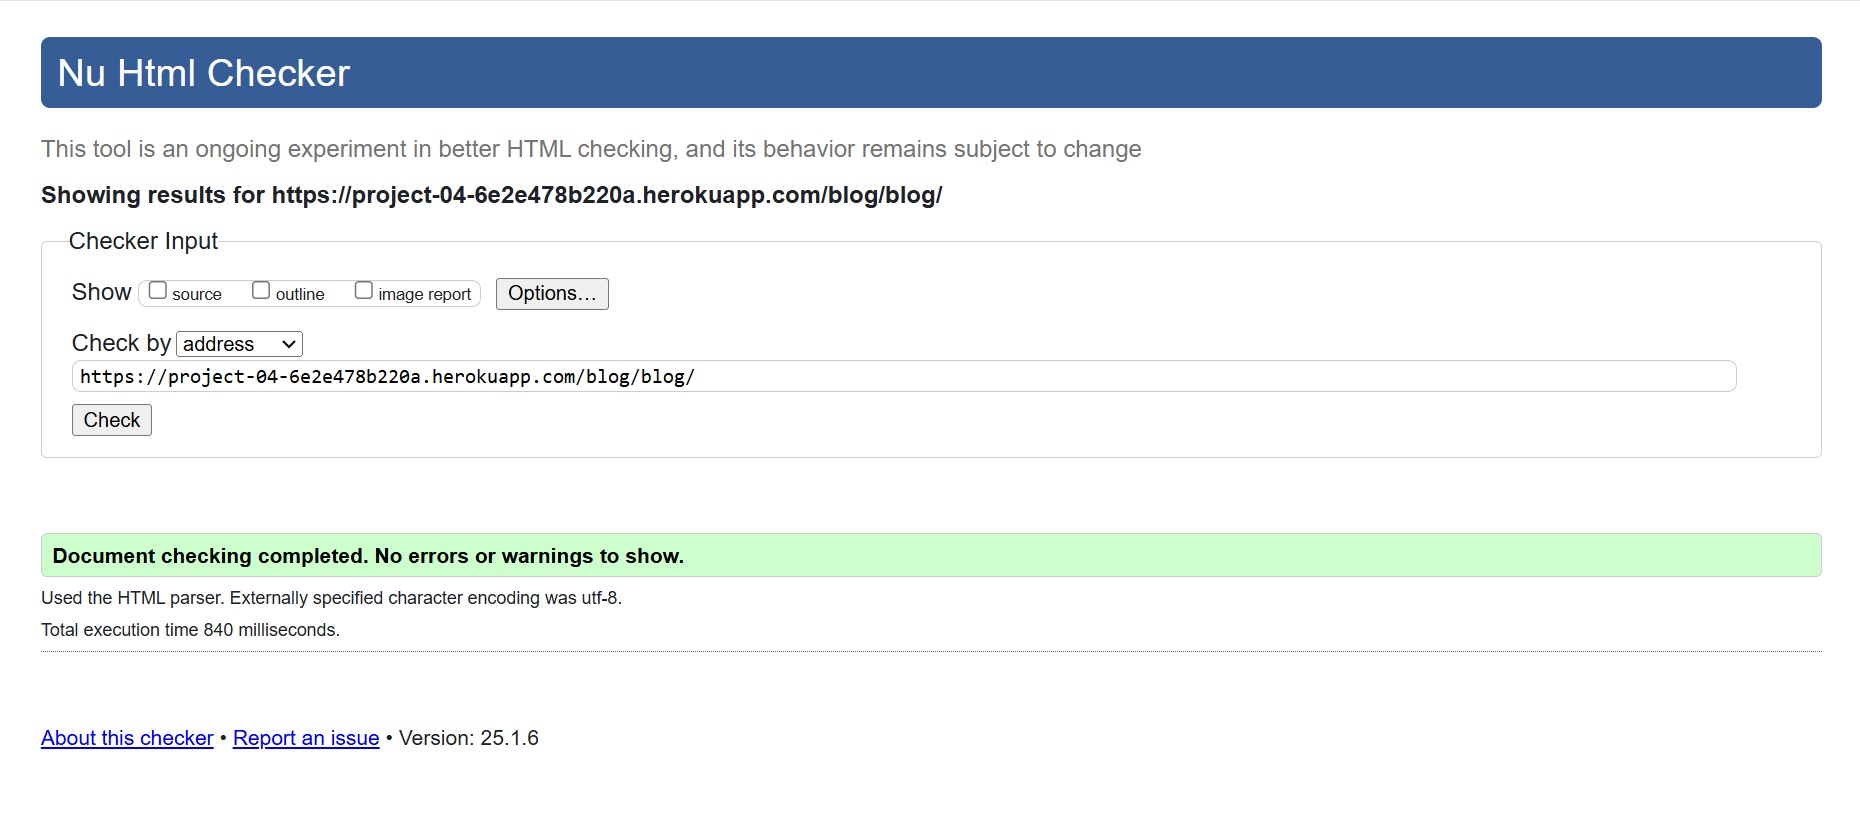 Nu Html Checker
This tool is an ongoing experiment in better HTML checking, and its behavior remains subject to change
Showing results for https://project-04-6e2e478b220a.herokuapp.com/blog/blog/
Checker Input
Show source outline image report Options...
Check by address
https://project-04-6e2e478b220a.herokuapp.com/blog/blog/
Check
Document checking completed. No errors or warnings to show.
Used the HTML parser. Externally specified character encoding was utf-8.
Total execution time 840 milliseconds.
About this checker • Report an issue • Version: 25.1.6